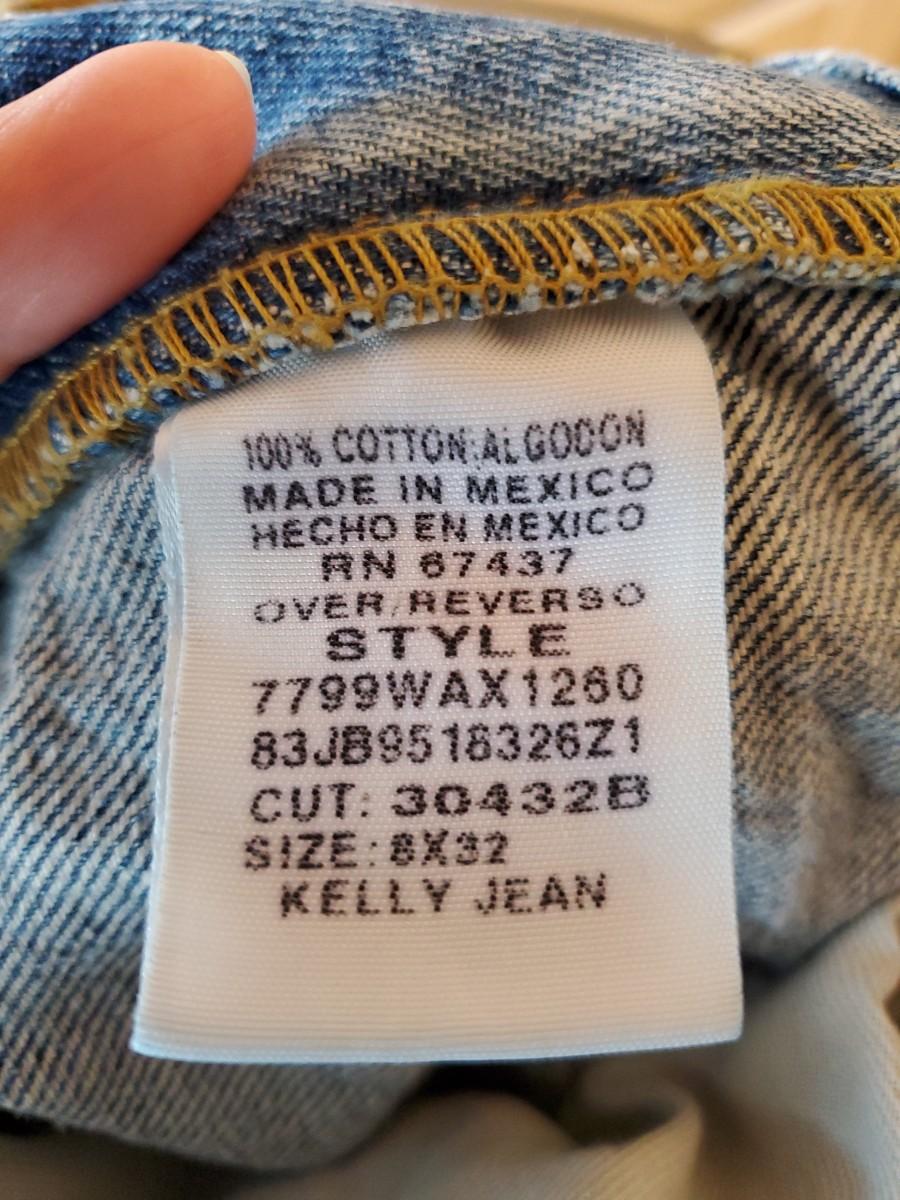 100% COTTON:ALGODON
MADE IN MEXICO
HECHO EN MEXICO
RN 67437
OVER/REVERSO
STYLE
7799WAX1260
83JB9518326Z1
CUT: 30432B
SIZE: 8X32
KELLY JEAN